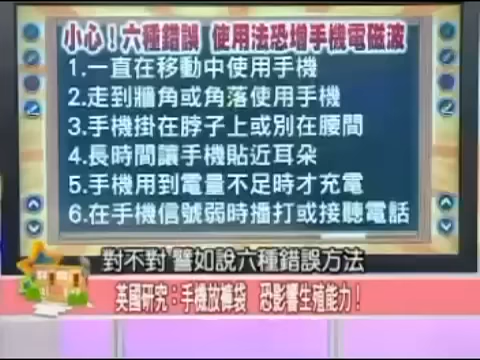 小心！六種錯誤 使用法恐增手機電磁波
1.一直在移動中使用手機
2.走到牆角或角落使用手機
3.手機掛在脖子上或別在腰間
4.長時間讓手機貼近耳朵
5.手機用到電量不足時才充電
6.在手機信號弱時播打或接聽電話
對不對 譬如說六種錯誤方法
英國研究：手機放褲袋 恐影響生殖能力！